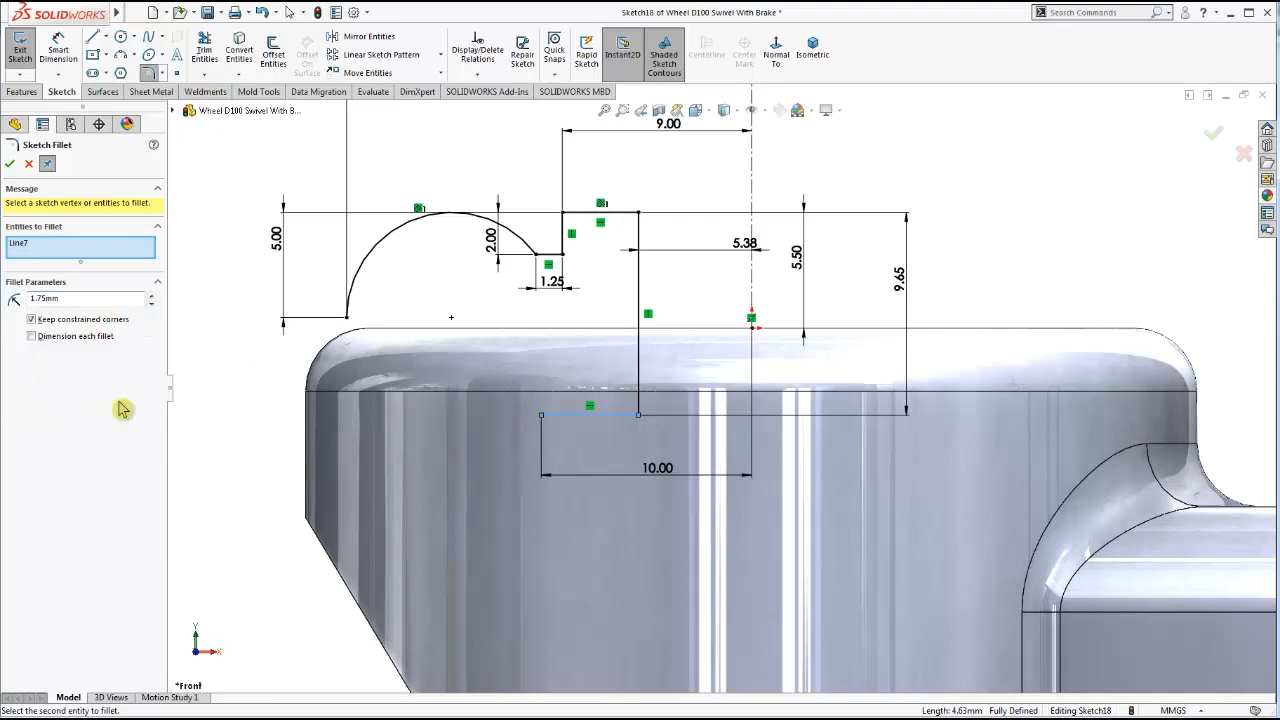 SOLIDWORKS
Sketch18 of Wheel D100 Swivel With Brake *
Search Commands
Exit Sketch
Smart Dimension
Trim Entities
Convert Entities
Offset Entities
Offset On Surface
Mirror Entities
Linear Sketch Pattern
Move Entities
Display/Delete Relations
Repair Sketch
Quick Snaps
Rapid Sketch
Instant2D
Shaded Sketch Contours
Centerline
Center Mark
Normal To
Isometric
Features
Sketch
Surfaces
Sheet Metal
Weldments
Mold Tools
Data Migration
Evaluate
DimXpert
SOLIDWORKS Add-Ins
SOLIDWORKS MBD
Wheel D100 Swivel With B...
Sketch Fillet
Message
Select a sketch vertex or entities to fillet.
Entities to Fillet
Line7
Fillet Parameters
1.75mm
Keep constrained corners
Dimension each fillet
9.00
5.00
2.00
1.25
5.38
5.50
9.65
10.00
Y
X
*Front
Model
3D Views
Motion Study 1
Select the second entity to fillet.
Length: 4.63mm
Fully Defined
Editing Sketch18
MMGS